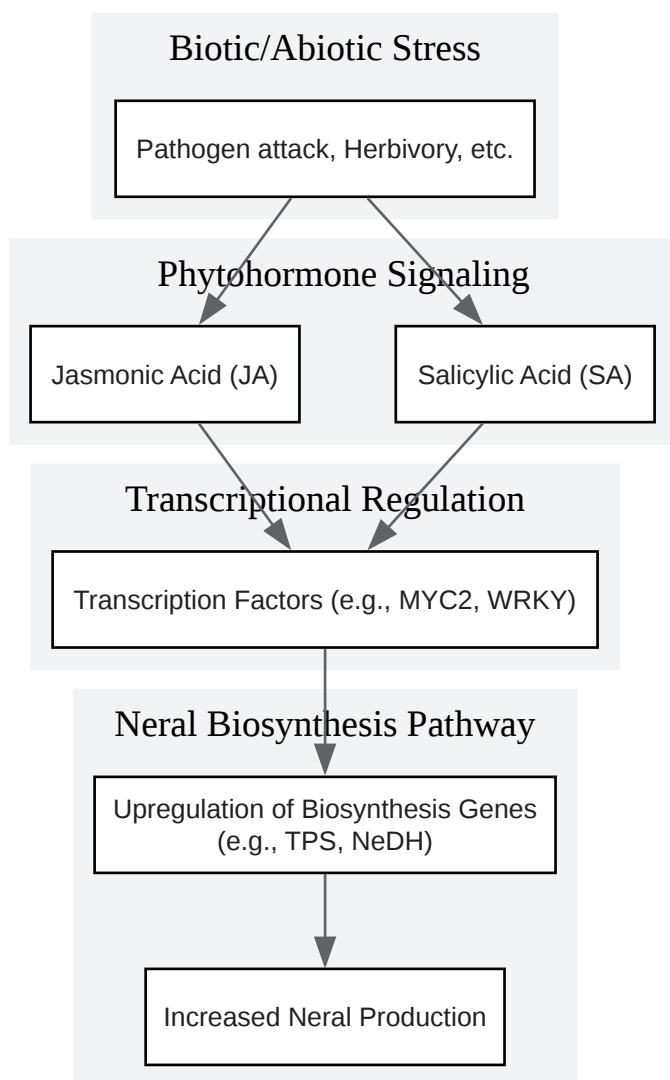 Biotic/Abiotic Stress
Pathogen attack, Herbivory, etc.
Phytohormone Signaling
Jasmonic Acid (JA)
Salicylic Acid (SA)
Transcriptional Regulation
Transcription Factors (e.g., MYC2, WRKY)
Neral Biosynthesis Pathway
Upregulation of Biosynthesis Genes
(e.g., TPS, NeDH)
Increased Neral Production